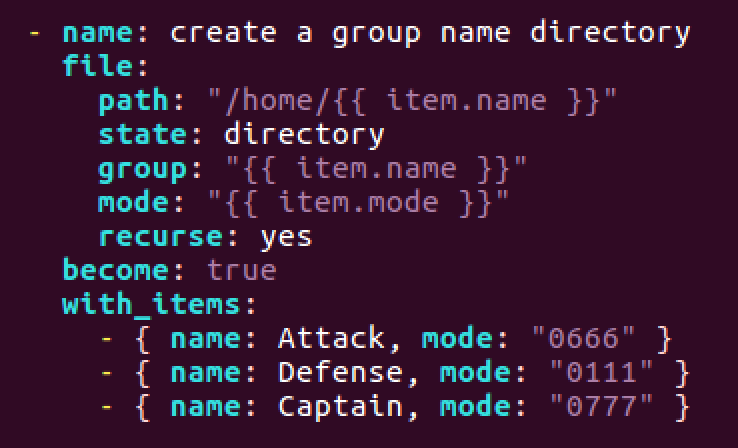 - name: create a group name directory
  file:
    path: "/home/{{ item.name }}"
    state: directory
    group: "{{ item.name }}"
    mode: "{{ item.mode }}"
    recurse: yes
  become: true
  with_items:
    - { name: Attack, mode: "0666" }
    - { name: Defense, mode: "0111" }
    - { name: Captain, mode: "0777" }